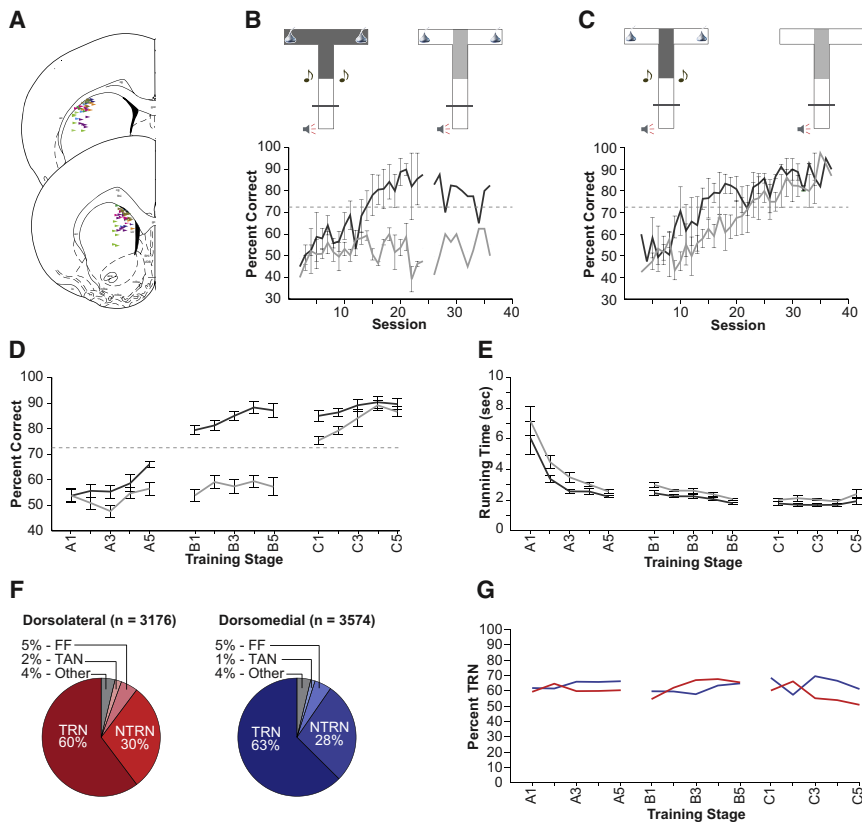 A
B
C
100
90
80
70
60
50
40
30
Percent Correct
10
20
30
40
Session
100
90
80
70
60
50
40
30
Percent Correct
10
20
30
40
Session
D
100
90
80
70
60
50
40
Percent Correct
A1
A3
A5
B1
B3
B5
C1
C3
C5
Training Stage
E
10
8
6
4
2
0
Running Time (sec)
A1
A3
A5
B1
B3
B5
C1
C3
C5
Training Stage
F
Dorsolateral (n = 3176)
5% - FF
2% - TAN
4% - Other
TRN
60%
NTRN
30%
Dorsomedial (n = 3574)
5% - FF
1% - TAN
4% - Other
TRN
63%
NTRN
28%
G
100
90
80
70
60
50
40
30
20
10
0
Percent TRN
A1
A3
A5
B1
B3
B5
C1
C3
C5
Training Stage